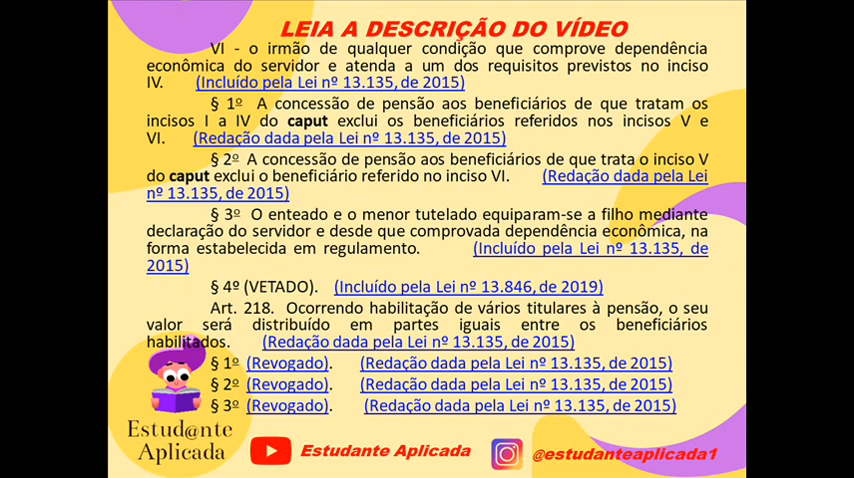 LEIA A DESCRIÇÃO DO VÍDEO
VI - o irmão de qualquer condição que comprove dependência
econômica do servidor e atenda a um dos requisitos previstos no inciso
IV. (Incluído pela Lei nº 13.135, de 2015)
§ 1º A concessão de pensão aos beneficiários de que tratam os
incisos I a IV do caput exclui os beneficiários referidos nos incisos V e
VI. (Redação dada pela Lei nº 13.135, de 2015)
§ 2º A concessão de pensão aos beneficiários de que trata o inciso V
do caput exclui o beneficiário referido no inciso VI. (Redação dada pela Lei
nº 13.135, de 2015)
§ 3º O enteado e o menor tutelado equiparam-se a filho mediante
declaração do servidor e desde que comprovada dependência econômica, na
forma estabelecida em regulamento. (Incluído pela Lei nº 13.135, de
2015)
§ 4º (VETADO). (Incluído pela Lei nº 13.846, de 2019)
Art. 218. Ocorrendo habilitação de vários titulares à pensão, o seu
valor será distribuído em partes iguais entre os beneficiários
habilitados. (Redação dada pela Lei nº 13.135, de 2015)
§ 1º (Revogado). (Redação dada pela Lei nº 13.135, de 2015)
§ 2º (Revogado). (Redação dada pela Lei nº 13.135, de 2015)
§ 3º (Revogado). (Redação dada pela Lei nº 13.135, de 2015)
Estud@nte
Aplicada
Estudante Aplicada
@estudanteaplicada1